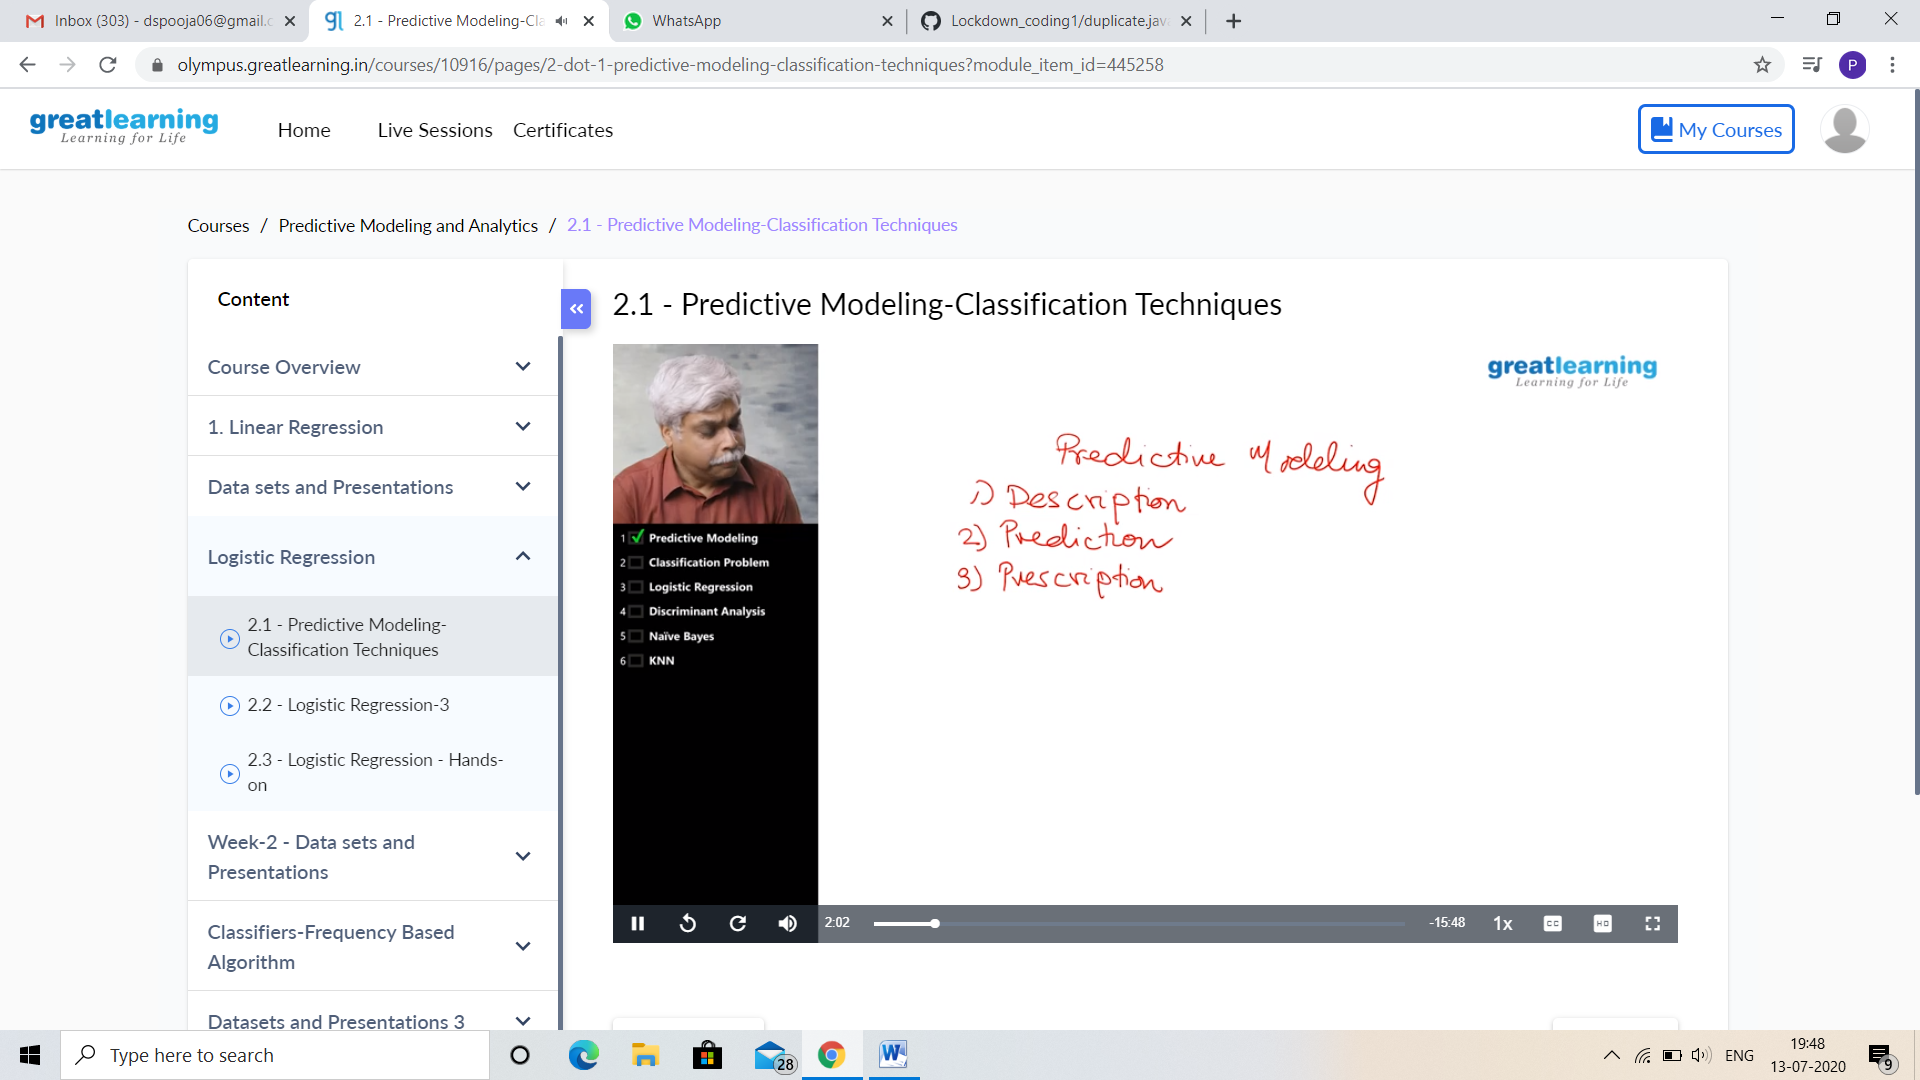 Inbox (303) - dspooja06@gmail.c
2.1 - Predictive Modeling-Cla
WhatsApp
Lockdown_coding1/duplicate.jav
olympus.greatlearning.in/courses/10916/pages/2-dot-1-predictive-modeling-classification-techniques?module_item_id=445258
P
greatlearning
Learning for Life
Home
Live Sessions
Certificates
My Courses
Courses / Predictive Modeling and Analytics / 2.1 - Predictive Modeling-Classification Techniques
Content
Course Overview
1. Linear Regression
Data sets and Presentations
Logistic Regression
2.1 - Predictive Modeling-
Classification Techniques
2.2 - Logistic Regression-3
2.3 - Logistic Regression - Hands-
on
Week-2 - Data sets and
Presentations
Classifiers-Frequency Based
Algorithm
Datasets and Presentations 3
2.1 - Predictive Modeling-Classification Techniques
greatlearning
Learning for Life
Predictive Modeling
1) Description
2) Prediction
3) Prescription
1 Predictive Modeling
2 Classification Problem
3 Logistic Regression
4 Discriminant Analysis
5 Naïve Bayes
6 KNN
2:02
-15:48
1x
CC
HD
Type here to search
28
ENG
19:48
13-07-2020
9